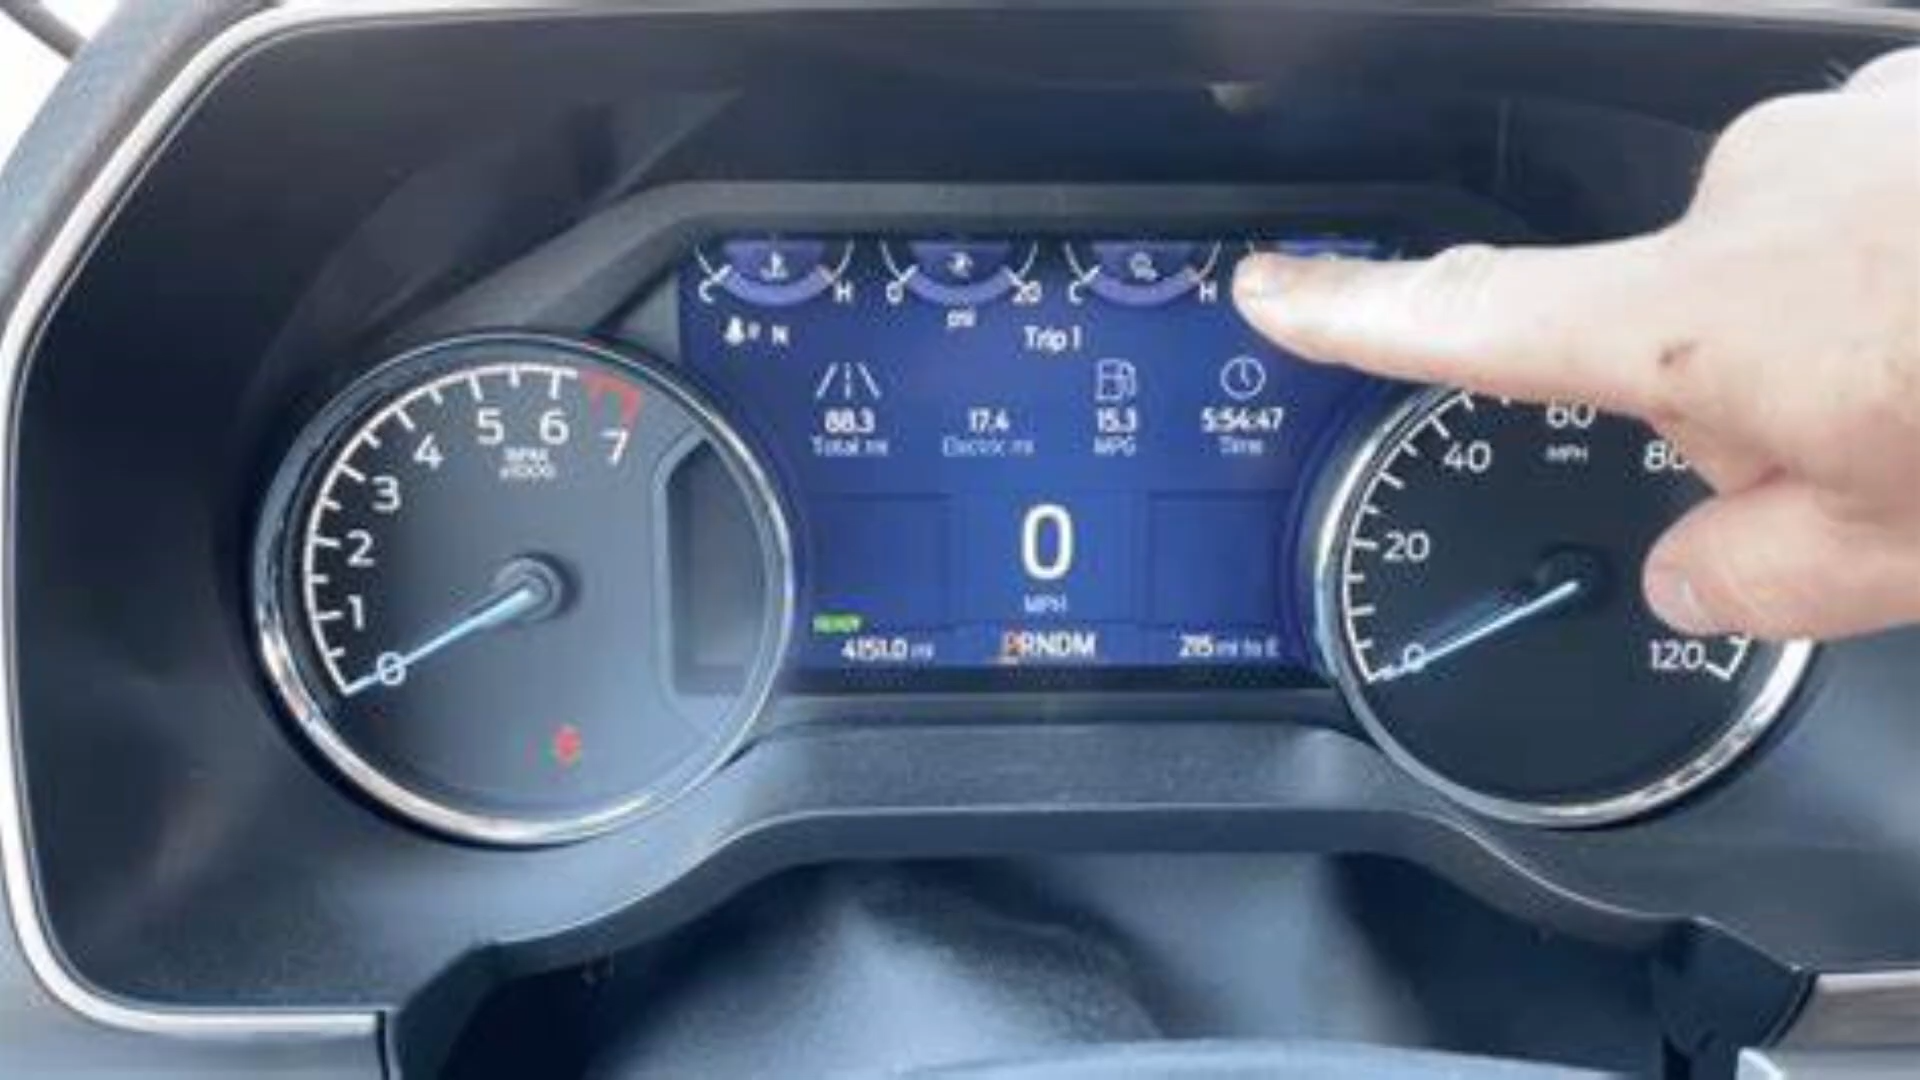 C H 0 20 C H
psi
N Trip 1
88.3 17.4 15.3 5:54:47
Total mi Electric mi MPG Time
0
1
2
3
4
5
6
7
RPM
x1000
0
MPH
READY
4151.0 mi PRNDM 215 mi to E
0
20
40
60
80
120
MPH